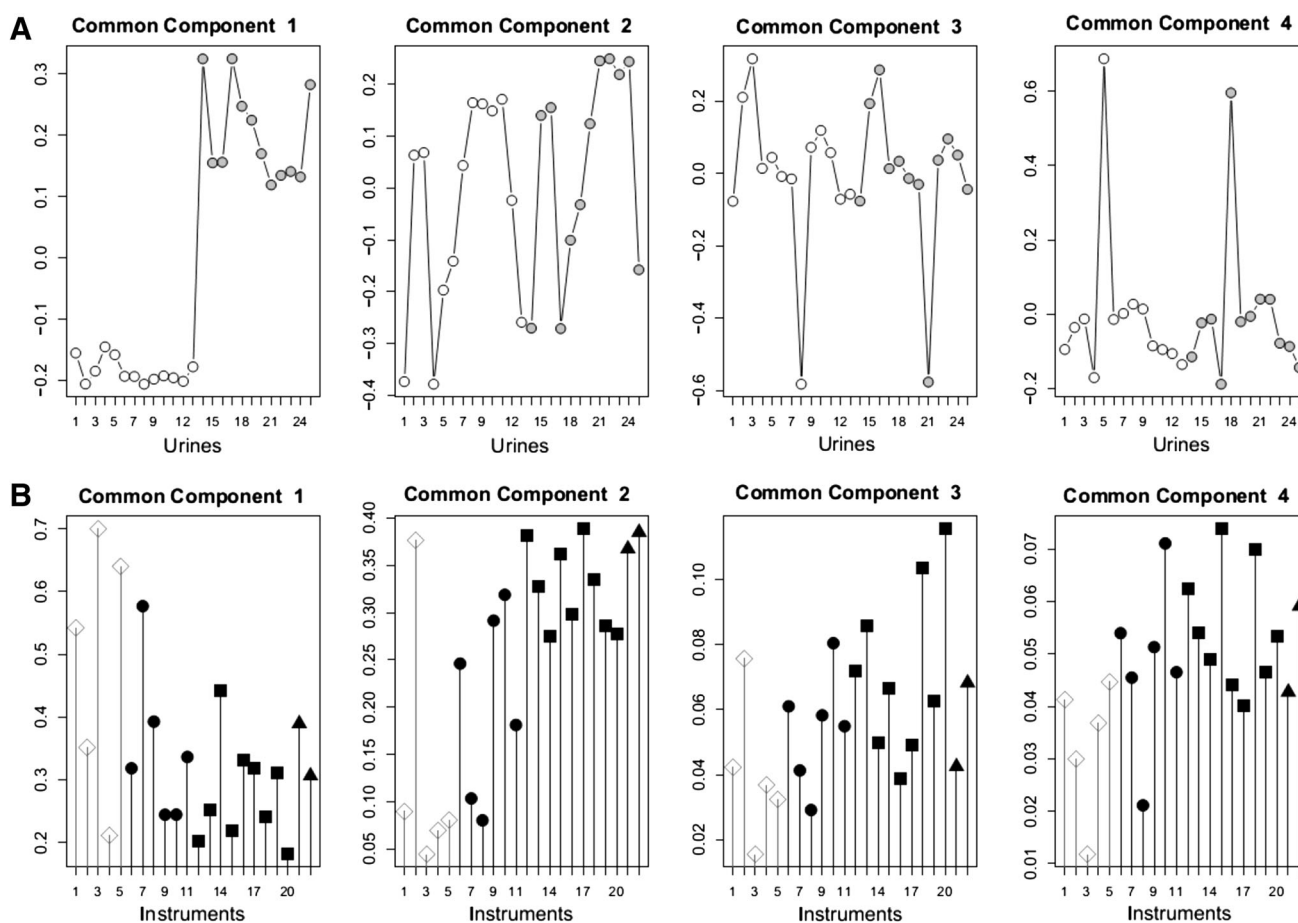 A
Common Component 1
Common Component 2
Common Component 3
Common Component 4
0.3
0.2
0.1
0.0
−0.1
−0.2
1 3 5 7 9 12 15 18 21 24
Urines
0.2
0.1
0.0
−0.1
−0.2
−0.3
−0.4
1 3 5 7 9 12 15 18 21 24
Urines
0.2
0.0
−0.2
−0.4
−0.6
1 3 5 7 9 12 15 18 21 24
Urines
0.6
0.4
0.2
0.0
−0.2
1 3 5 7 9 12 15 18 21 24
Urines
B
Common Component 1
Common Component 2
Common Component 3
Common Component 4
0.7
0.6
0.5
0.4
0.3
0.2
1 3 5 7 9 11 14 17 20
Instruments
0.40
0.35
0.30
0.25
0.20
0.15
0.10
0.05
1 3 5 7 9 11 14 17 20
Instruments
0.10
0.08
0.06
0.04
0.02
1 3 5 7 9 11 14 17 20
Instruments
0.07
0.06
0.05
0.04
0.03
0.02
0.01
1 3 5 7 9 11 14 17 20
Instruments